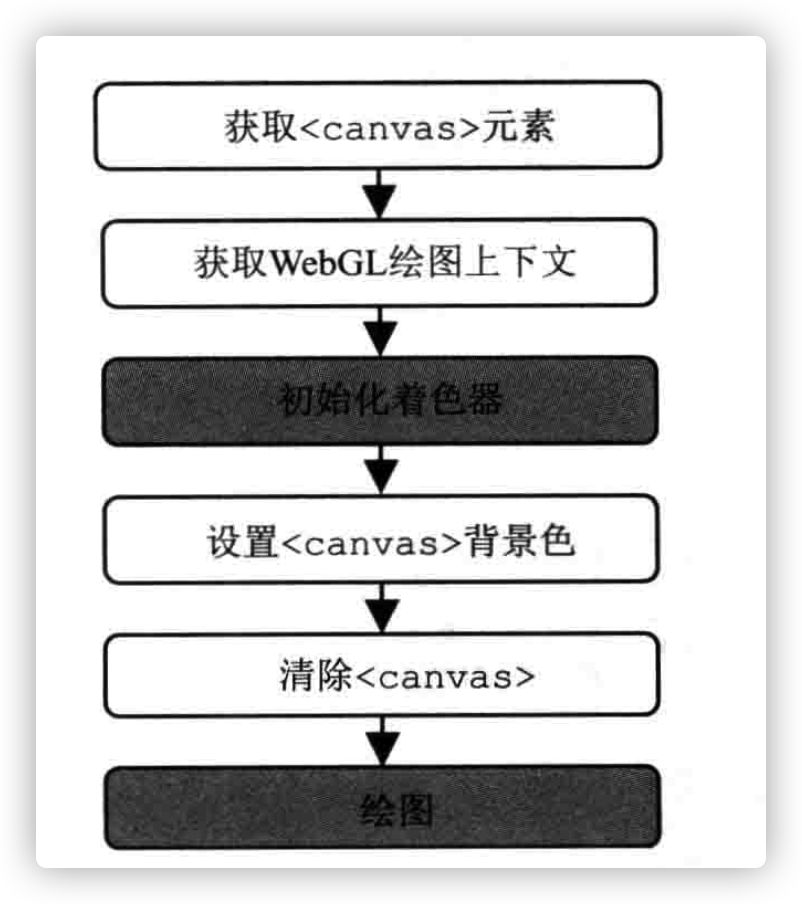 获取<canvas>元素
获取WebGL绘图上下文
初始化着色器
设置<canvas>背景色
清除<canvas>
绘图